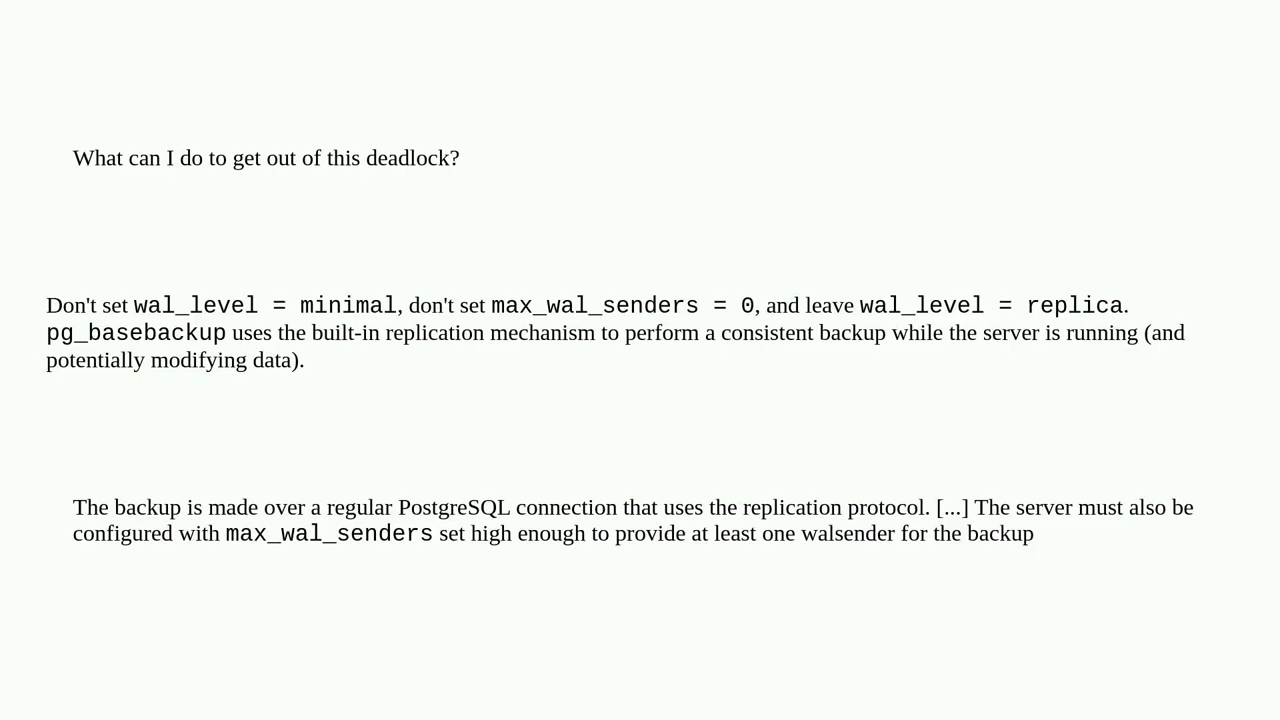 What can I do to get out of this deadlock?
Don't set wal_level = minimal, don't set max_wal_senders = 0, and leave wal_level = replica.
pg_basebackup uses the built-in replication mechanism to perform a consistent backup while the server is running (and
potentially modifying data).
The backup is made over a regular PostgreSQL connection that uses the replication protocol. [...] The server must also be
configured with max_wal_senders set high enough to provide at least one walsender for the backup